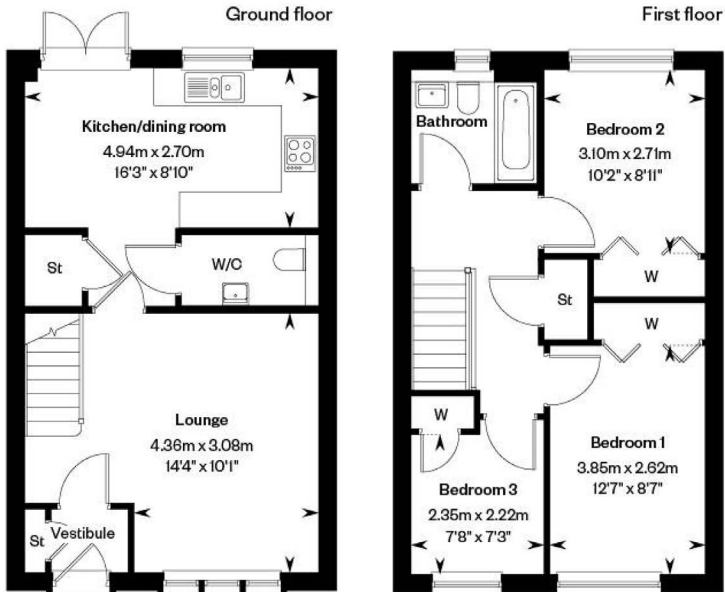 Ground floor
Kitchen/dining room
4.94m x 2.70m
16'3" x 8'10"
St
W/C
Lounge
4.36m x 3.08m
14'4" x 10'1"
St
Vestibule
First floor
Bathroom
Bedroom 2
3.10m x 2.71m
10'2" x 8'11"
W
St
W
W
Bedroom 1
3.85m x 2.62m
12'7" x 8'7"
Bedroom 3
2.35m x 2.22m
7'8" x 7'3"